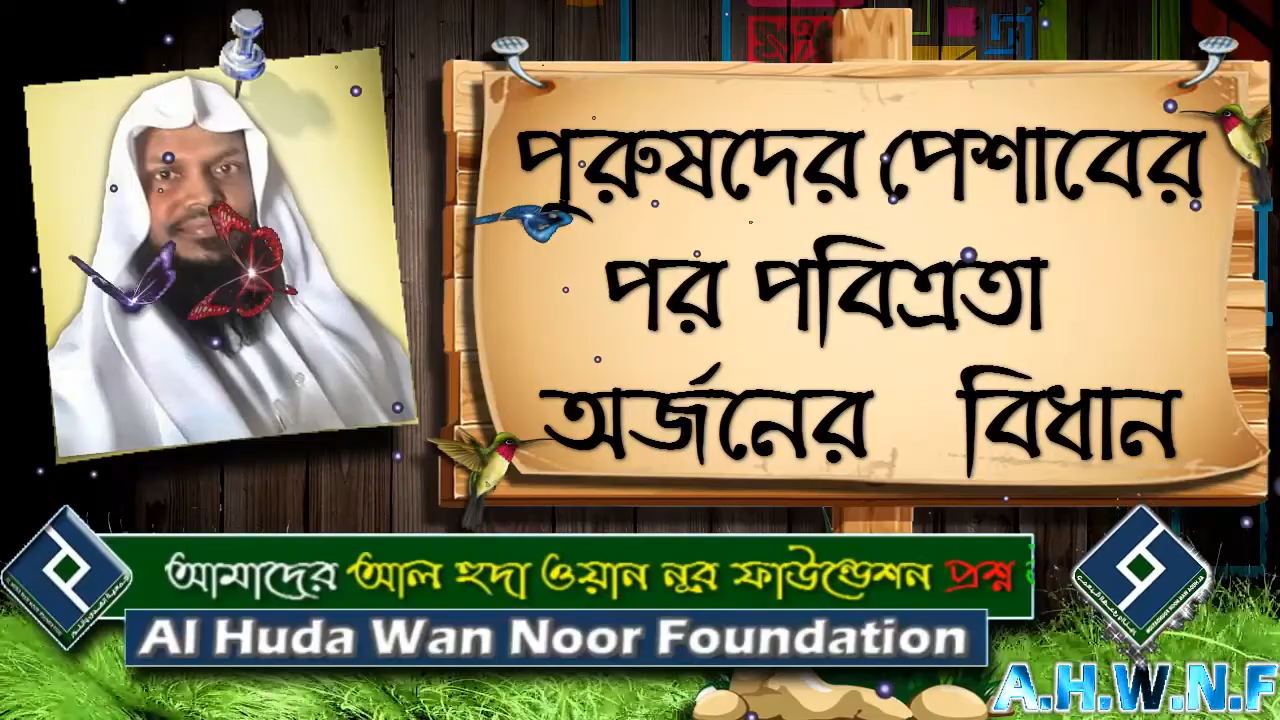 পুরুষদের পেশাবের
পর পবিত্রতা
অর্জনের বিধান
আমাদের আল হুদা ওয়ান নূর ফাউন্ডেশন প্রশ্ন
Al Huda Wan Noor Foundation
A.H.W.N.F